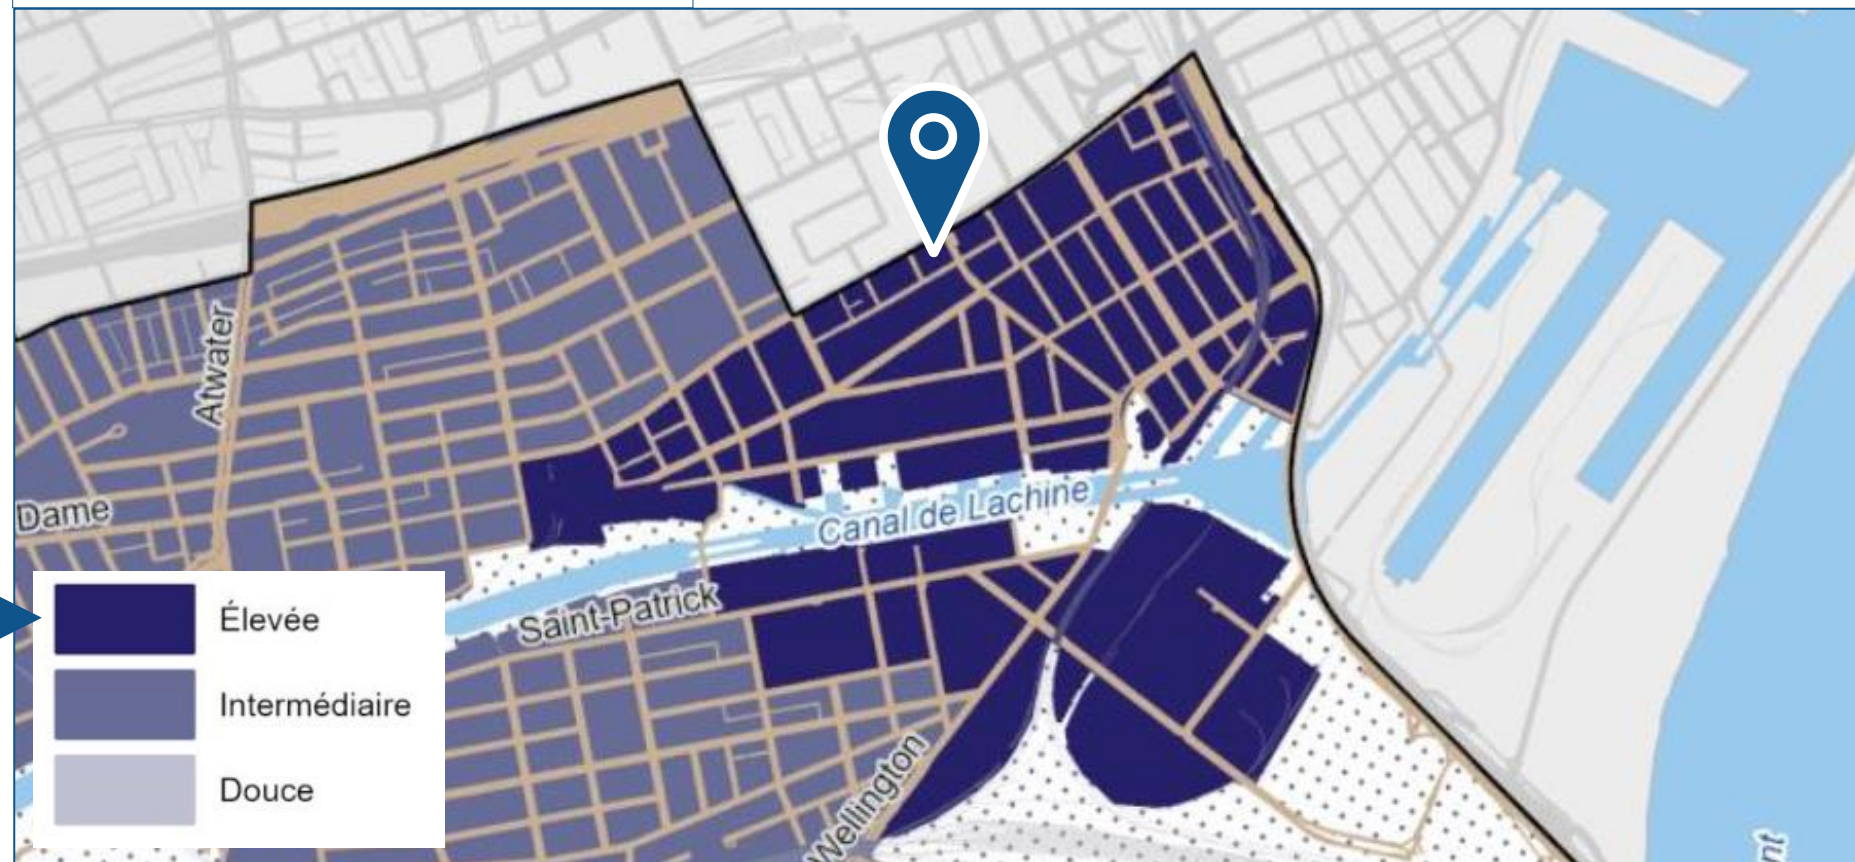 Atwater
Dame
Canal de Lachine
Saint-Patrick
Wellington
Élevée
Intermédiaire
Douce